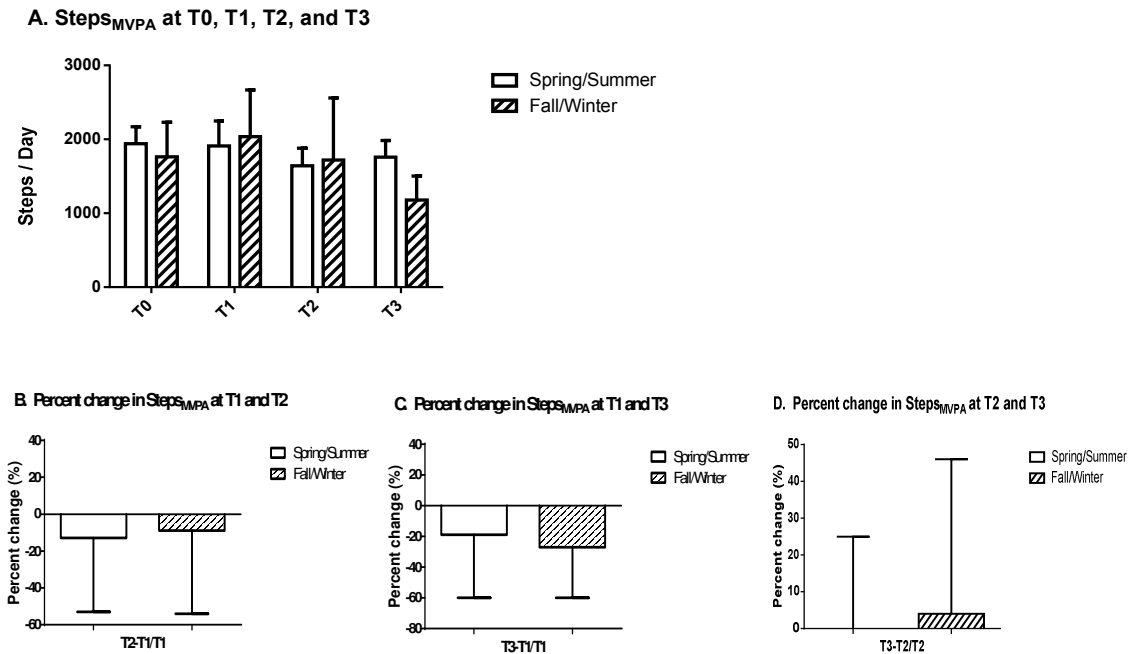 A. StepsMVPA at T0, T1, T2, and T3
3000
2000
1000
0
Steps / Day
T0
T1
T2
T3
Spring/Summer
Fall/Winter
B. Percent change in StepsMVPA at T1 and T2
40
20
0
-20
-40
-60
Percent change (%)
T2-T1/T1
Spring/Summer
Fall/Winter
C. Percent change in StepsMVPA at T1 and T3
40
20
0
-20
-40
-60
-80
Percent change (%)
T3-T1/T1
Spring/Summer
Fall/Winter
D. Percent change in StepsMVPA at T2 and T3
50
40
30
20
10
0
Percent change (%)
T3-T2/T2
Spring/Summer
Fall/Winter